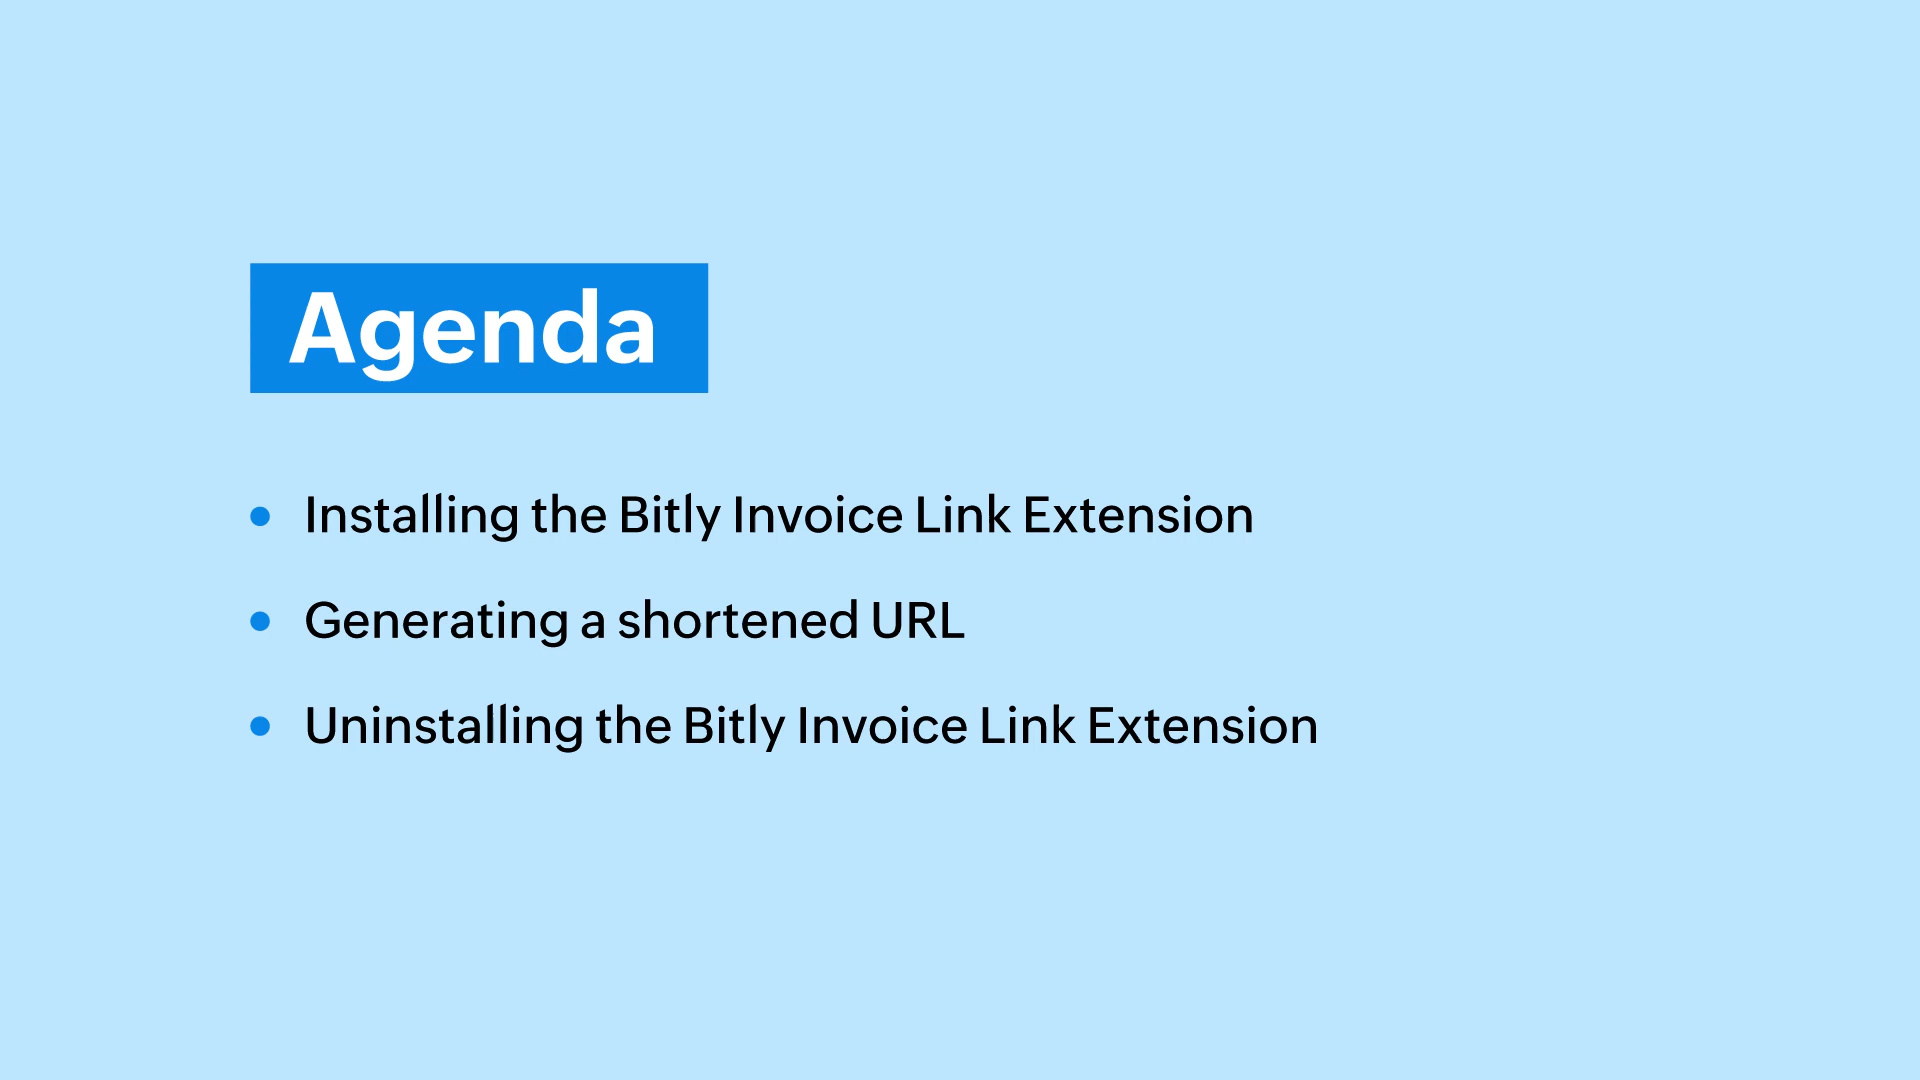 Agenda
Installing the Bitly Invoice Link Extension
Generating a shortened URL
Uninstalling the Bitly Invoice Link Extension